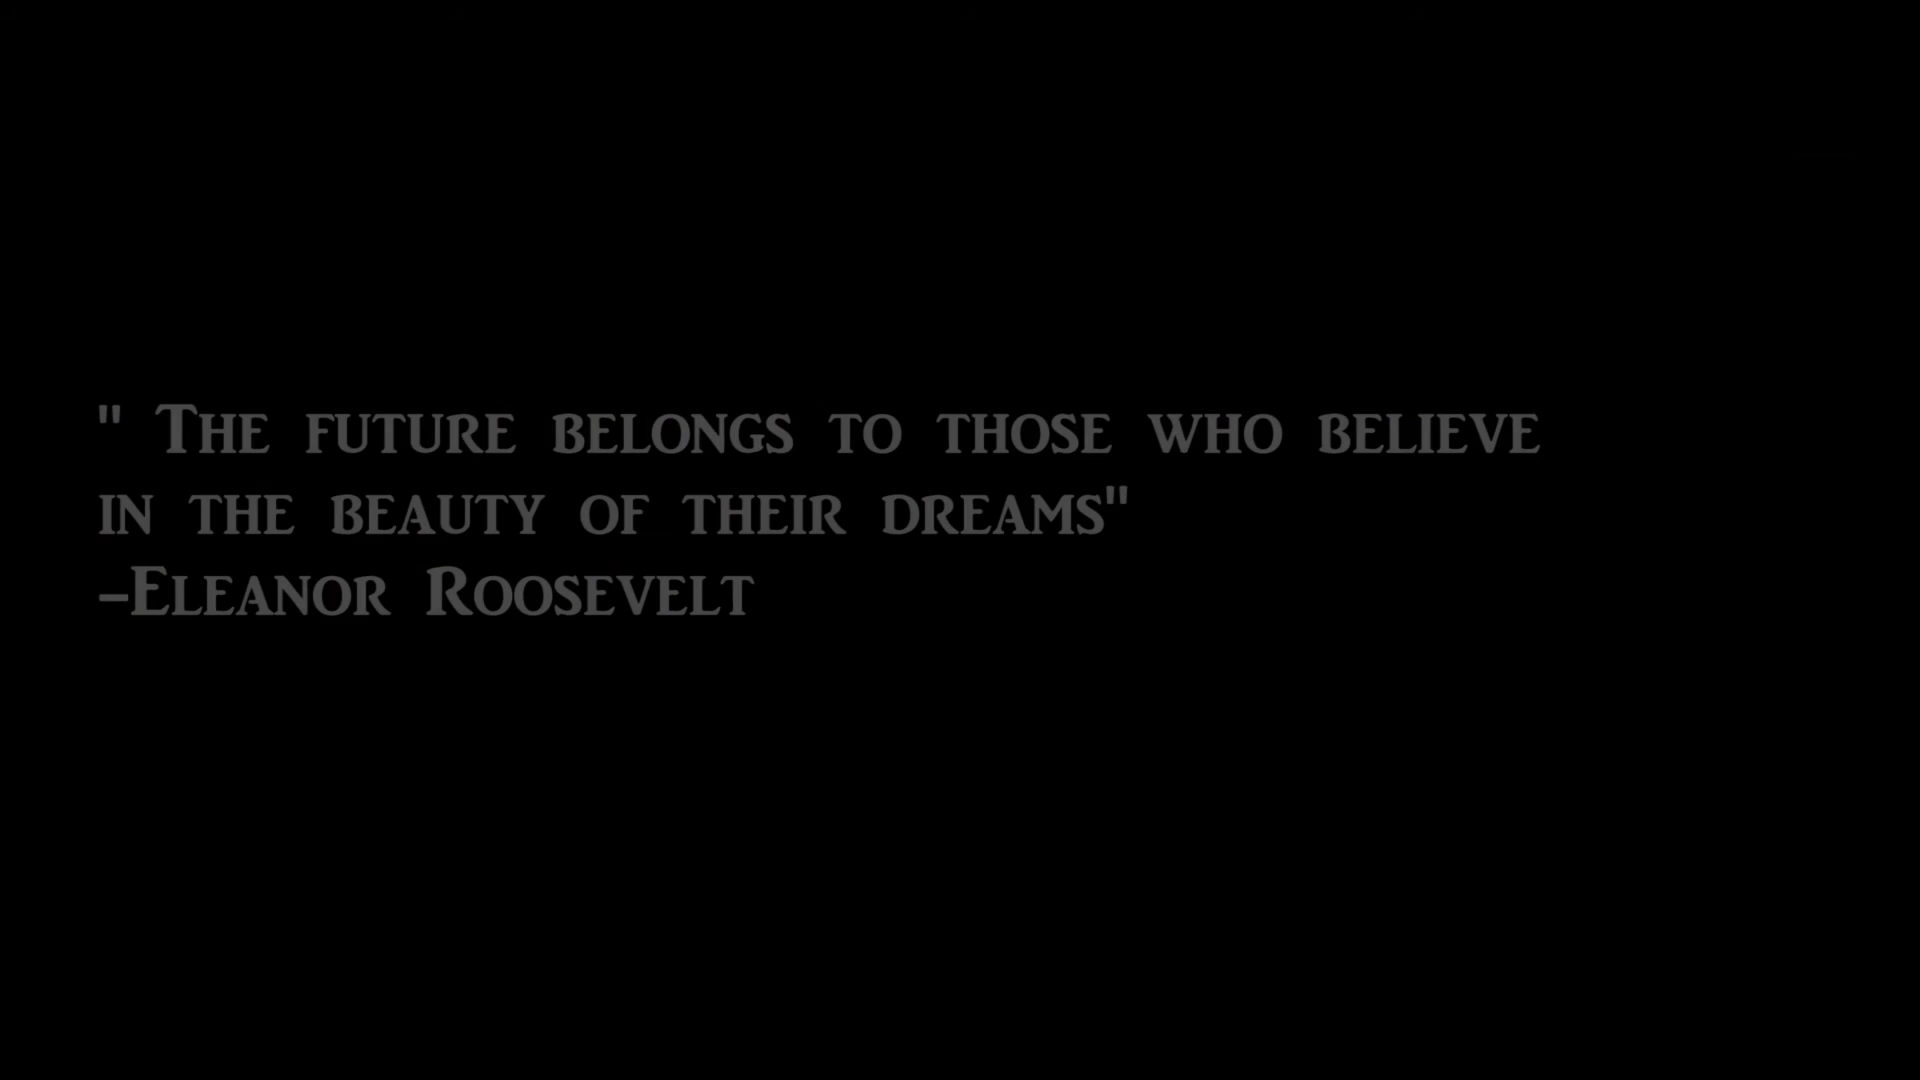 " The future belongs to those who believe
in the beauty of their dreams"
-Eleanor Roosevelt